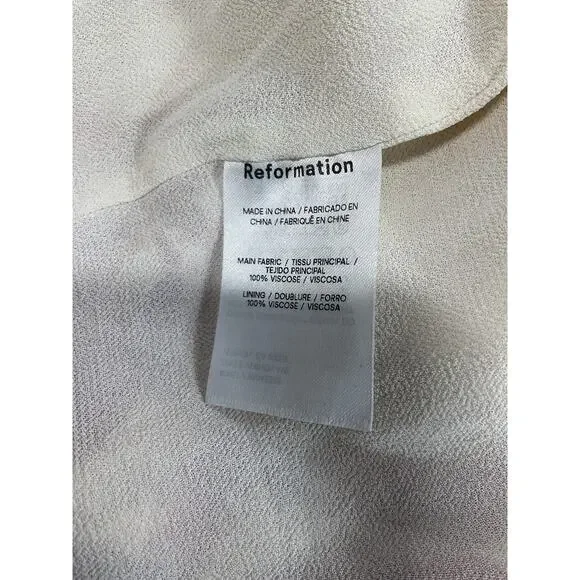 Reformation
MADE IN CHINA / FABRICADO EN
CHINA / FABRIQUÉ EN CHINE
MAIN FABRIC / TISSU PRINCIPAL /
TEJIDO PRINCIPAL
100% VISCOSE / VISCOSA
LINING / DOUBLURE / FORRO
100% VISCOSE / VISCOSA